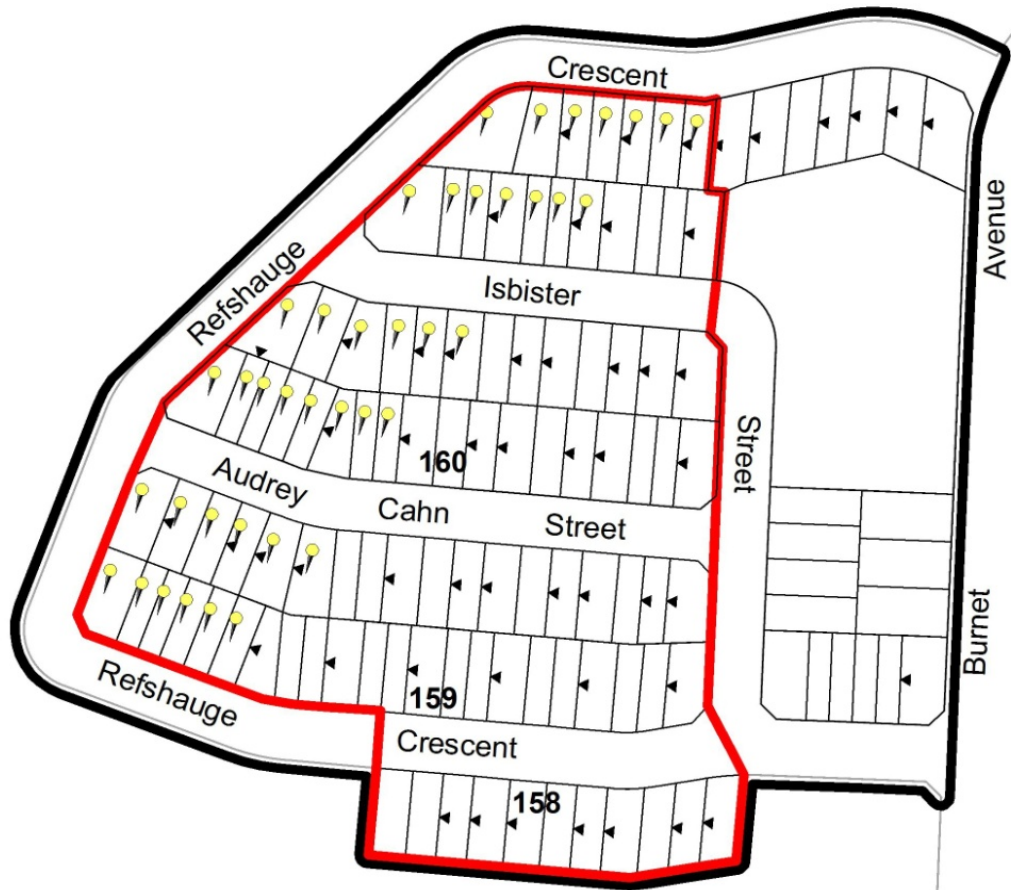 Crescent
Avenue
Refshauge
Isbister
Street
160
Audrey
Cahn
Street
Burnet
Refshauge
159
Crescent
158